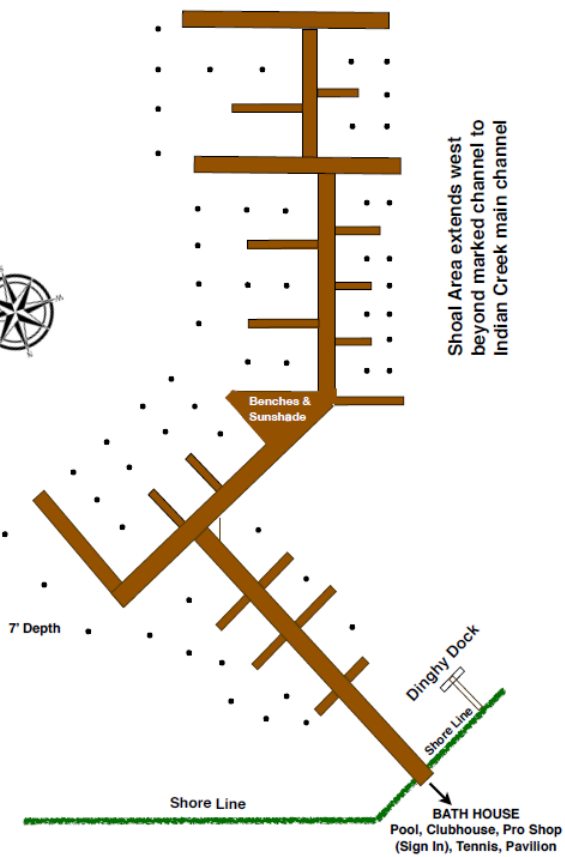 Shoal Area extends west
beyond marked channel to
Indian Creek main channel
Benches &
Sunshade
7' Depth
Dinghy Dock
Shore Line
Shore Line
BATH HOUSE
Pool, Clubhouse, Pro Shop
(Sign In), Tennis, Pavilion